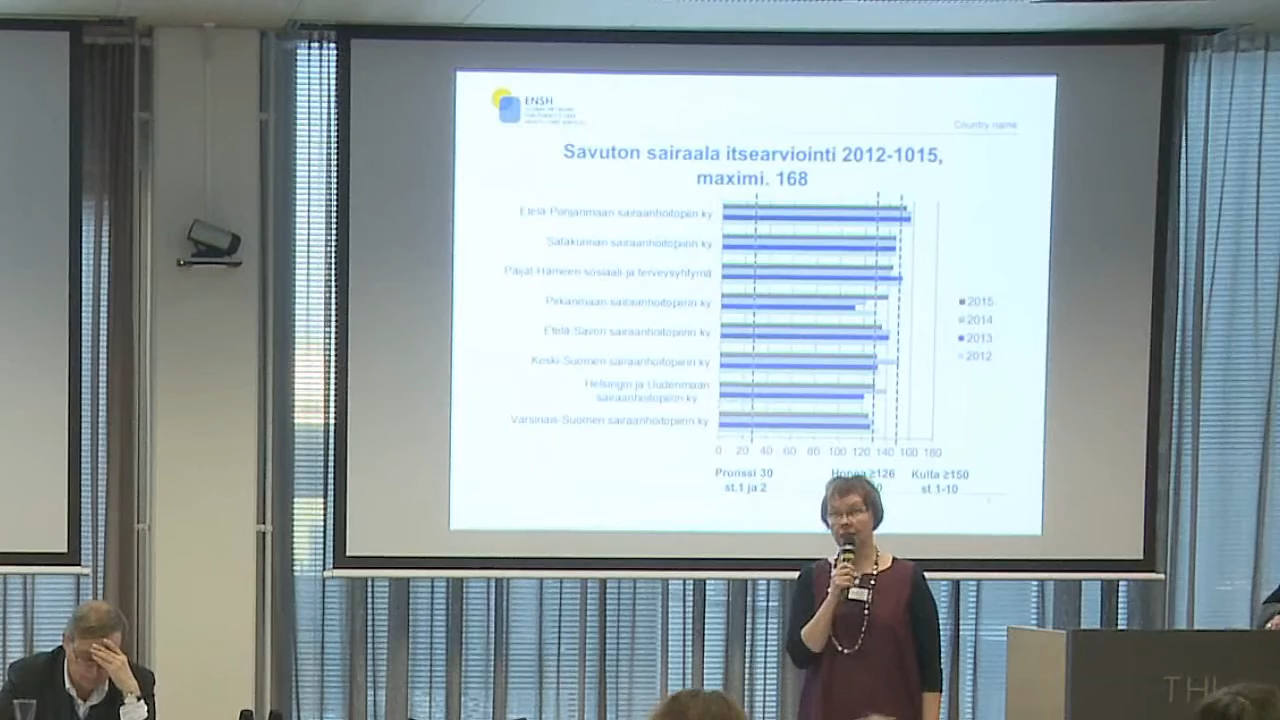 ENSH
Country name
Savuton sairaala itsearviointi 2012-1015,
maximi. 168
Etelä-Pohjanmaan sairaanhoitopiiri ky
Satakunnan sairaanhoitopiiri ky
Päijät-Hämeen sosiaali-ja terveysyhtymä
Pirkanmaan sairaanhoitopiirin ky
Etelä-Savon sairaanhoitopiirin ky
Keski-Suomen sairaanhoitopiirin ky
Helsingin ja Uudenmaan
sairaanhoitopiirin ky
Varsinais-Suomen sairaanhoitopiirin ky
2015
2014
2013
2012
0 20 40 60 80 100 120 140 160 180
Pronssi 30
st.1 ja 2
Hopea ≥126
Kulta ≥150
st 1-10
THL